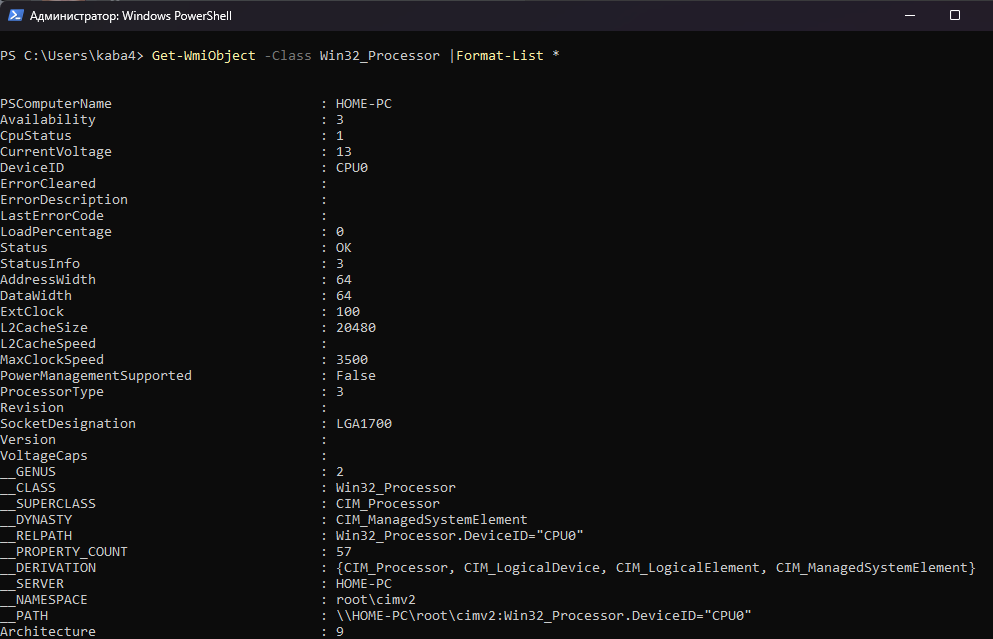 Администратор: Windows PowerShell
PS C:\Users\kaba4> Get-WmiObject -Class Win32_Processor |Format-List *
PSComputerName : HOME-PC
Availability : 3
CpuStatus : 1
CurrentVoltage : 13
DeviceID : CPU0
ErrorCleared :
ErrorDescription :
LastErrorCode :
LoadPercentage : 0
Status : OK
StatusInfo : 3
AddressWidth : 64
DataWidth : 64
ExtClock : 100
L2CacheSize : 20480
L2CacheSpeed :
MaxClockSpeed : 3500
PowerManagementSupported : False
ProcessorType : 3
Revision :
SocketDesignation : LGA1700
Version :
VoltageCaps :
__GENUS : 2
__CLASS : Win32_Processor
__SUPERCLASS : CIM_Processor
__DYNASTY : CIM_ManagedSystemElement
__RELPATH : Win32_Processor.DeviceID="CPU0"
__PROPERTY_COUNT : 57
__DERIVATION : {CIM_Processor, CIM_LogicalDevice, CIM_LogicalElement, CIM_ManagedSystemElement}
__SERVER : HOME-PC
__NAMESPACE : root\cimv2
__PATH : \\HOME-PC\root\cimv2:Win32_Processor.DeviceID="CPU0"
Architecture : 9